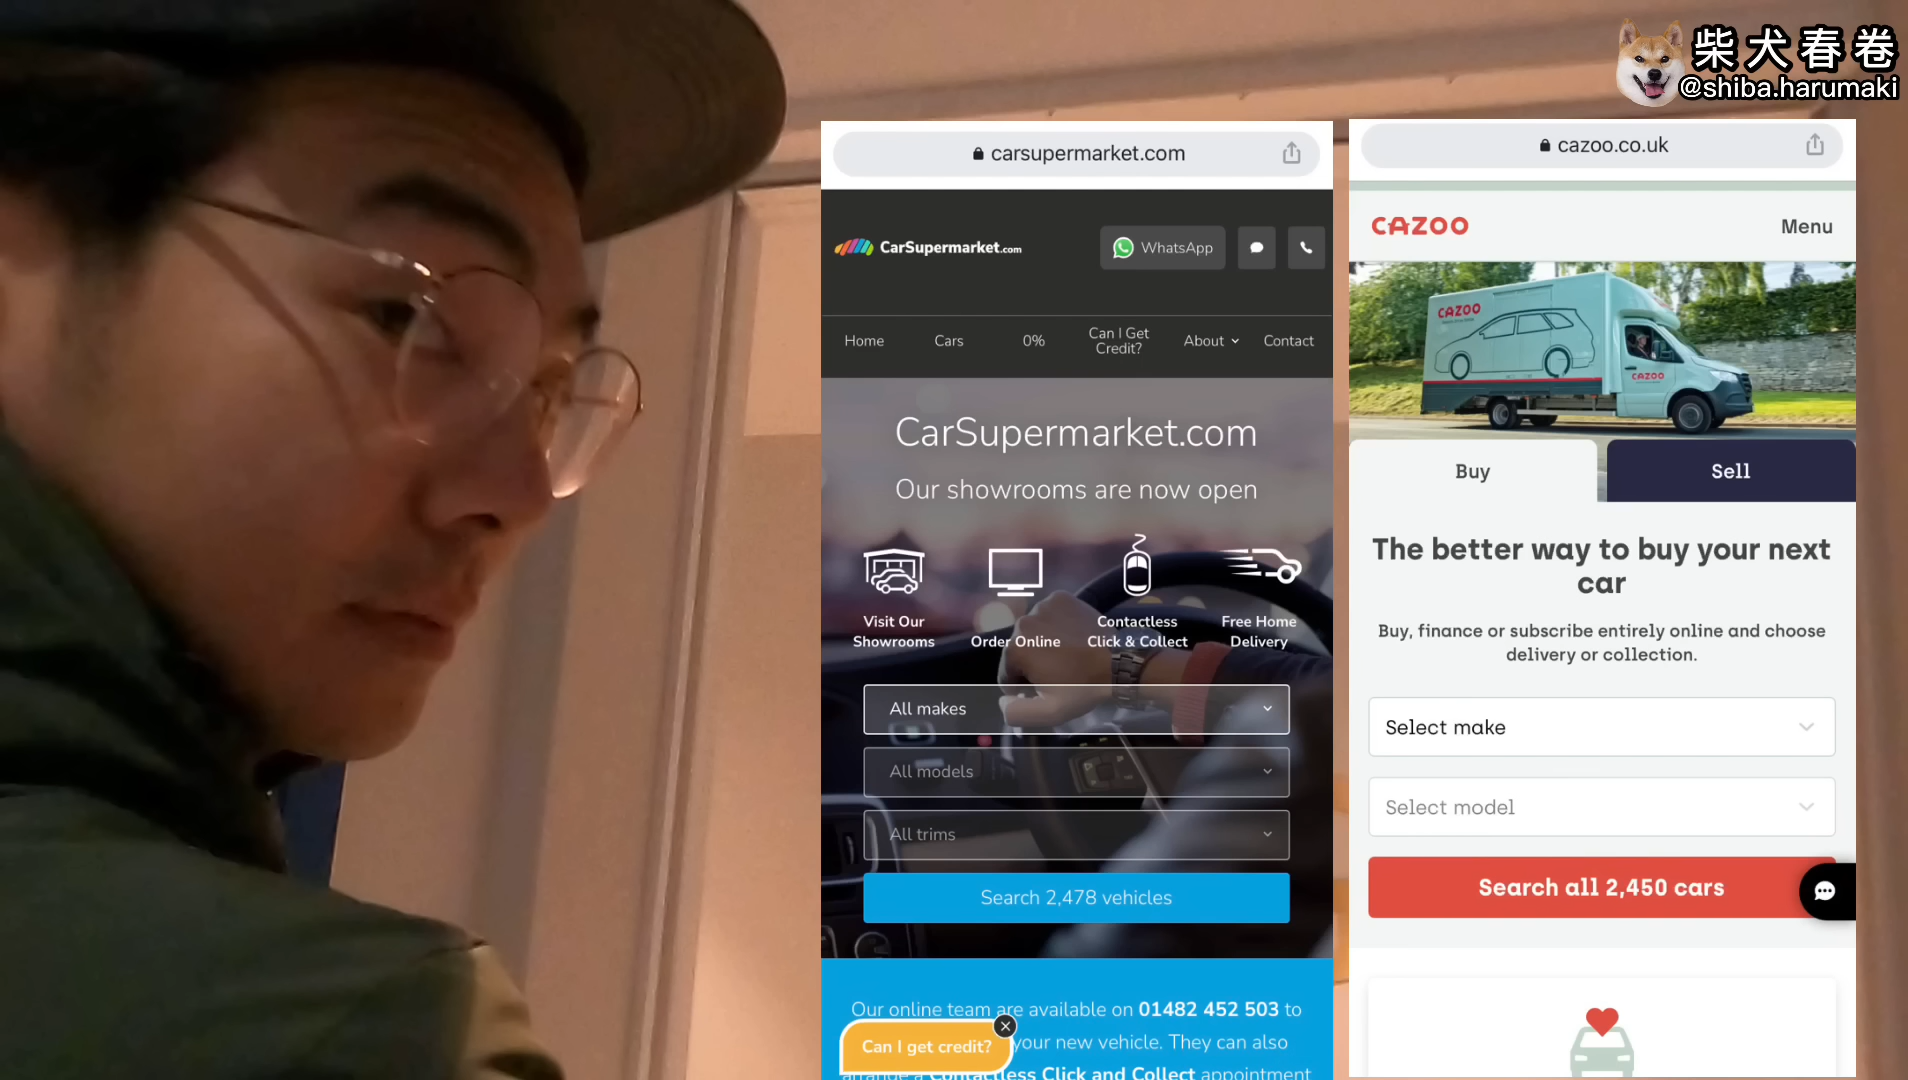 柴犬春卷
@shiba.harumaki
carsupermarket.com
CarSupermarket.com
WhatsApp
Home
Cars
0%
Can I Get
Credit?
About
Contact
CarSupermarket.com
Our showrooms are now open
Visit Our
Showrooms
Order Online
Contactless
Click & Collect
Free Home
Delivery
All makes
All models
All trims
Search 2,478 vehicles
Our online team are available on 01482 452 503 to
your new vehicle. They can also
Can I get credit?
arrange a Contactless Click and Collect appointment
cazoo.co.uk
CAZOO
Menu
CAZOO
CAZOO
Buy
Sell
The better way to buy your next
car
Buy, finance or subscribe entirely online and choose
delivery or collection.
Select make
Select model
Search all 2,450 cars